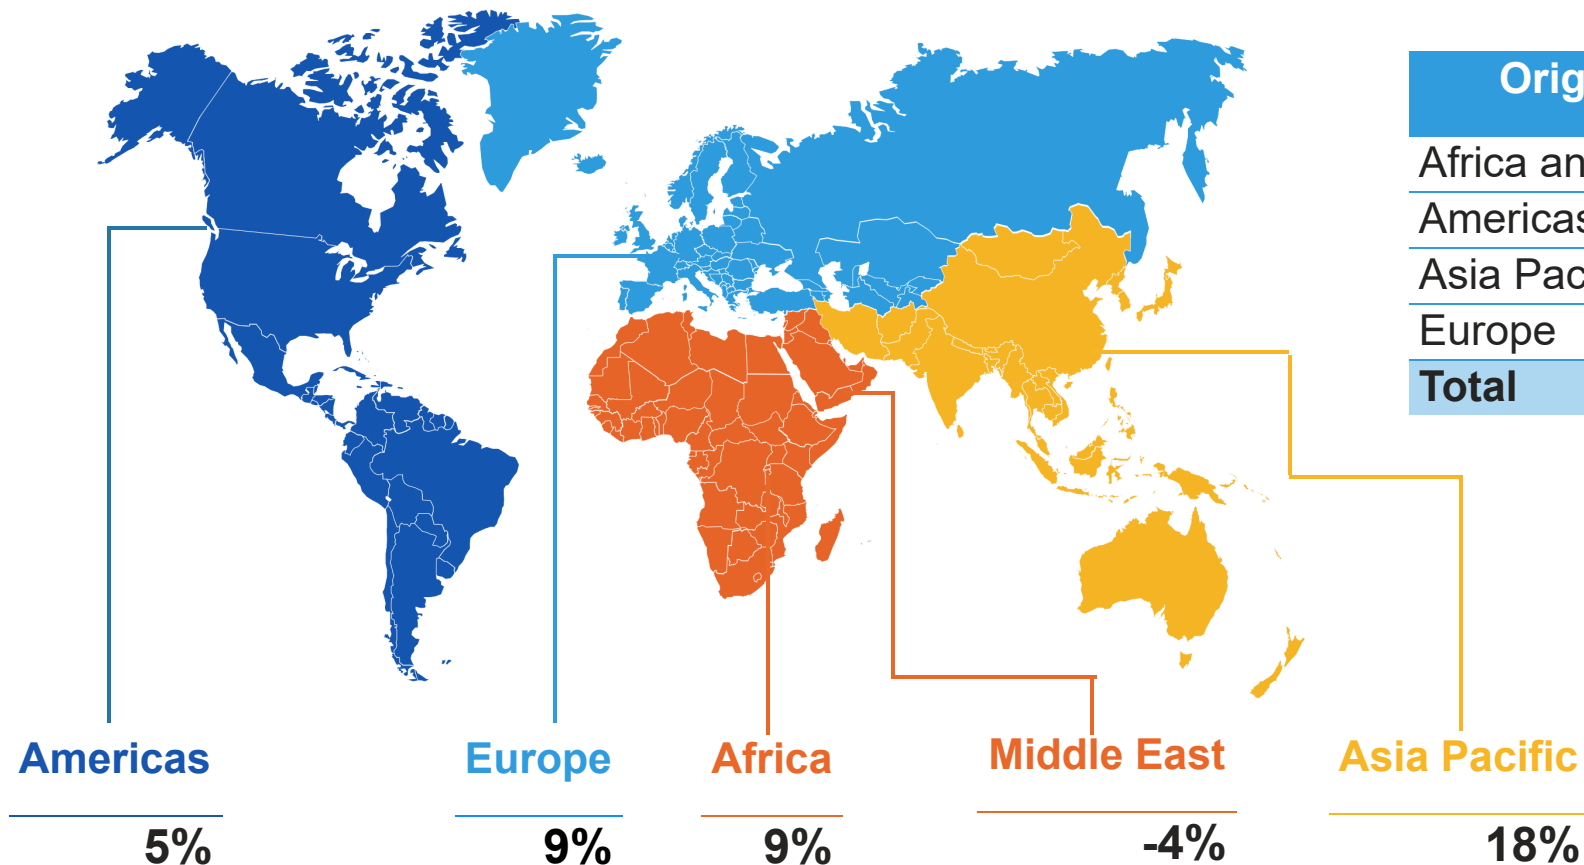 Orig
Africa an
Americas
Asia Pac
Europe
Total
Americas Europe Africa Middle East Asia Pacific
5% 9% 9% -4% 18%